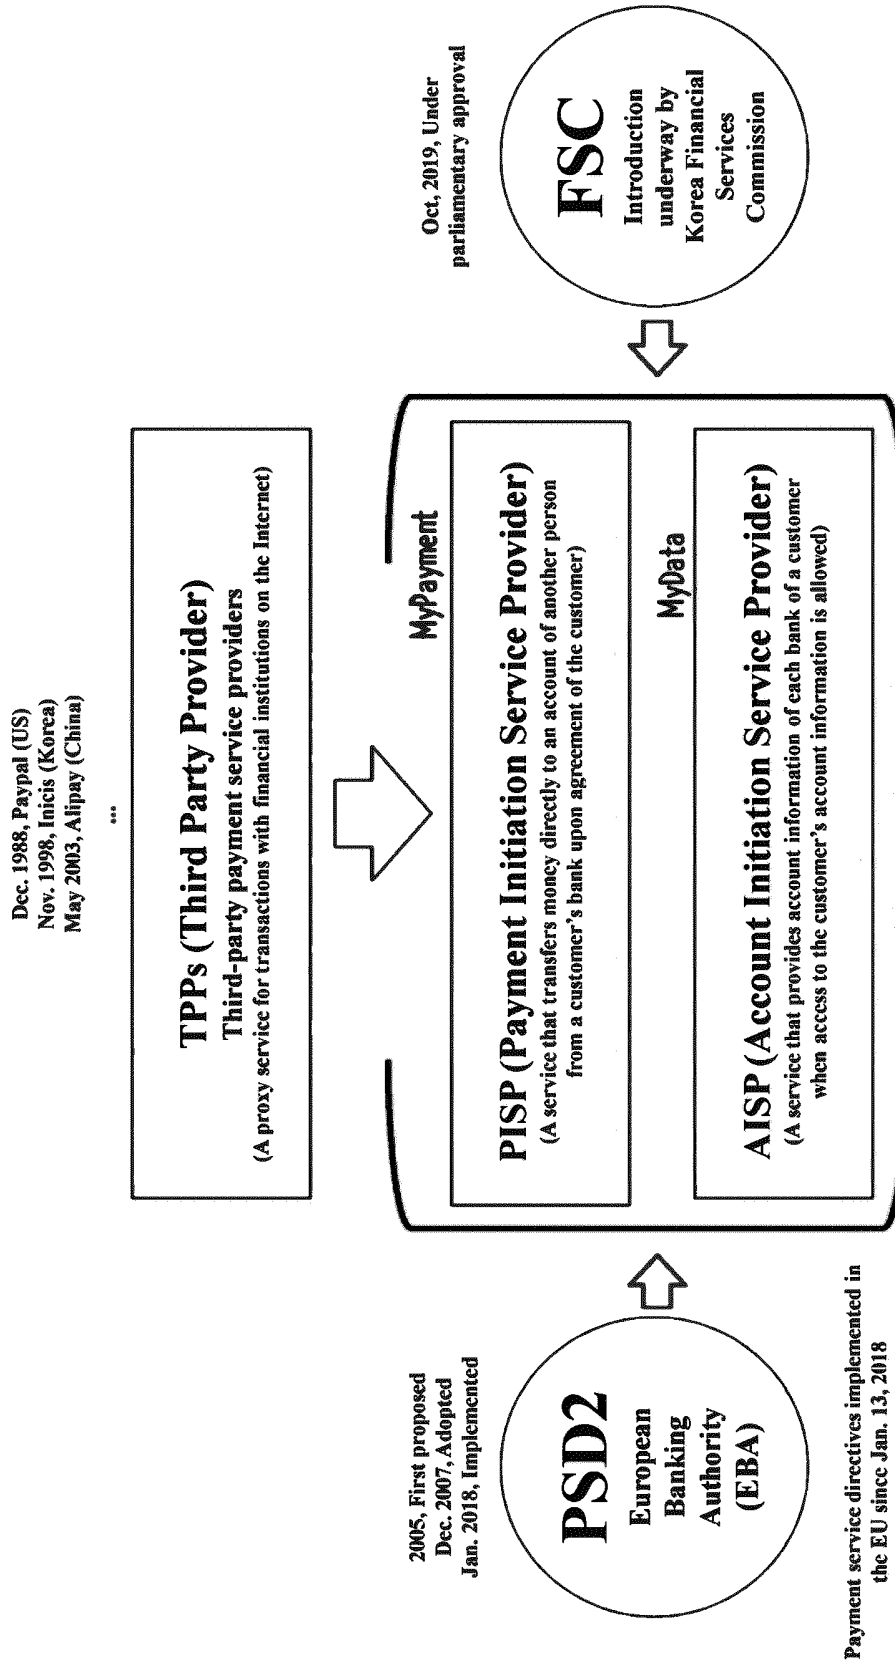 Dec. 1988, Paypal (US)
Nov. 1998, Inicis (Korea)
May 2003, Alipay (China)
...
TPPs (Third Party Provider)
Third-party payment service providers
(A proxy service for transactions with financial institutions on the Internet)
2005, First proposed
Dec. 2007, Adopted
Jan. 2018, Implemented
PSD2
European
Banking
Authority
(EBA)
Payment service directives implemented in
the EU since Jan. 13, 2018
MyPayment
PISP (Payment Initiation Service Provider)
(A service that transfers money directly to an account of another person
from a customer's bank upon agreement of the customer)
MyData
AISP (Account Initiation Service Provider)
(A service that provides account information of each bank of a customer
when access to the customer's account information is allowed)
Oct, 2019, Under
parliamentary approval
FSC
Introduction
underway by
Korea Financial
Services
Commission